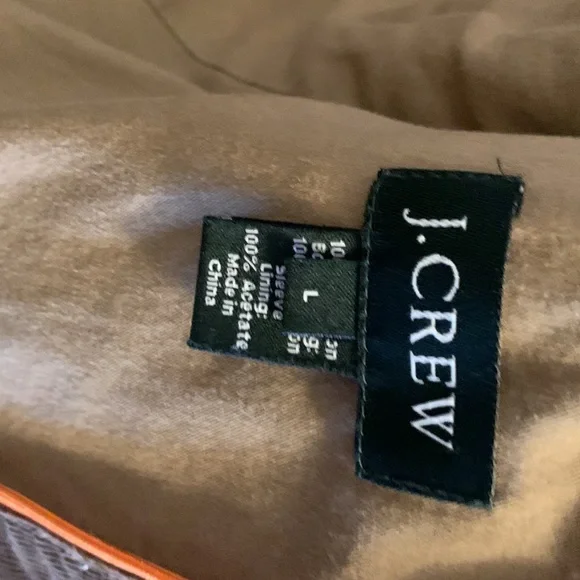 J.CREW
L
Sleeve
Lining:
100% Acetate
Made in
China